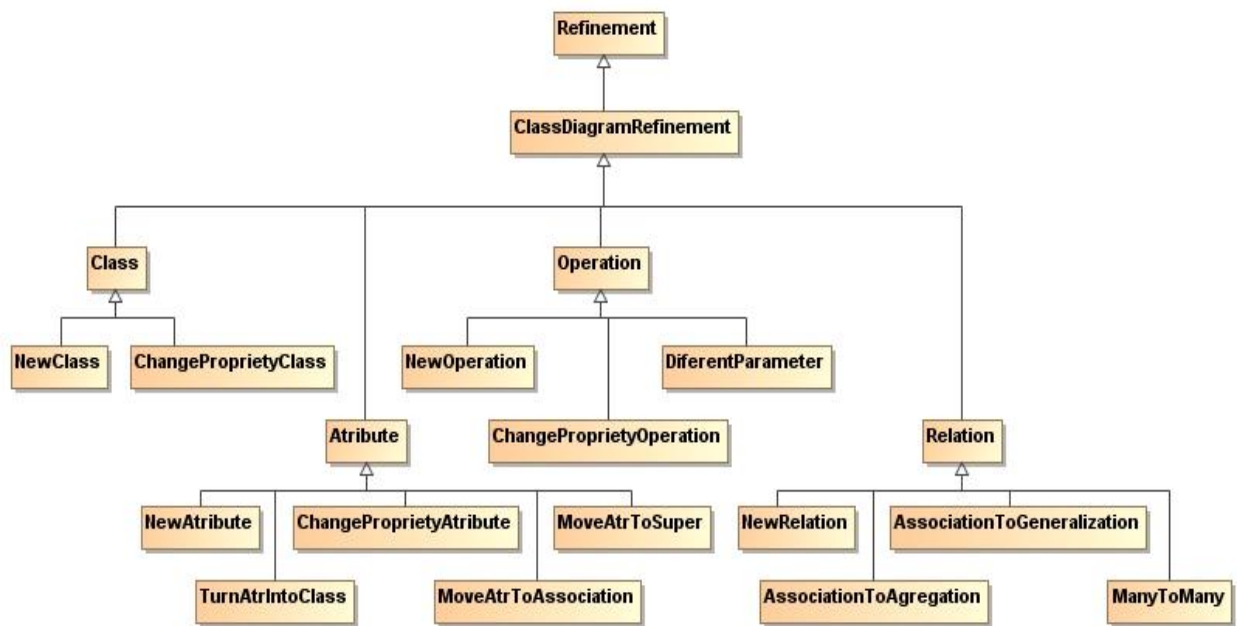 Refinement
ClassDiagramRefinement
Class
Operation
NewClass
ChangeProprietyClass
NewOperation
DiferentParameter
Atribute
ChangeProprietyOperation
Relation
NewAtribute
ChangeProprietyAtribute
MoveAtrToSuper
NewRelation
AssociationToGeneralization
TurnAtrIntoClass
MoveAtrToAssociation
AssociationToAgregation
ManyToMany